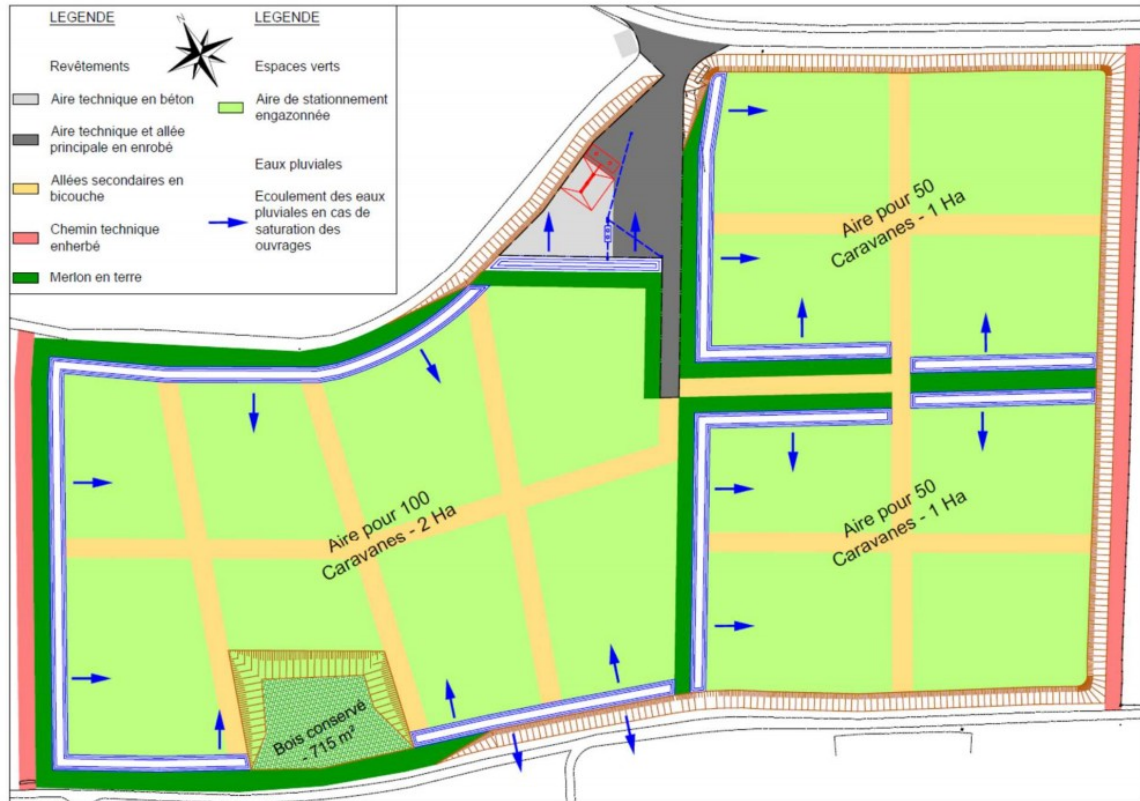 LEGENDE
Revêtements
Aire technique en béton
Aire technique et allée
principale en enrobé
Allées secondaires en
bicouche
Chemin technique
enherbé
Merlon en terre
LEGENDE
Espaces verts
Aire de stationnement
engazonnée
Eaux pluviales
Ecoulement des eaux
pluviales en cas de
saturation des
ouvrages
Aire pour 50
Caravanes - 1 Ha
Aire pour 100
Caravanes - 2 Ha
Aire pour 50
Caravanes - 1 Ha
Bois conservé
- 715 m²